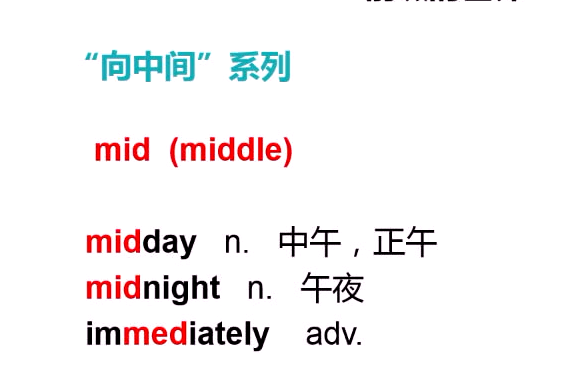 “向中间”系列
mid (middle)
midday n. 中午，正午
midnight n. 午夜
immediately adv.